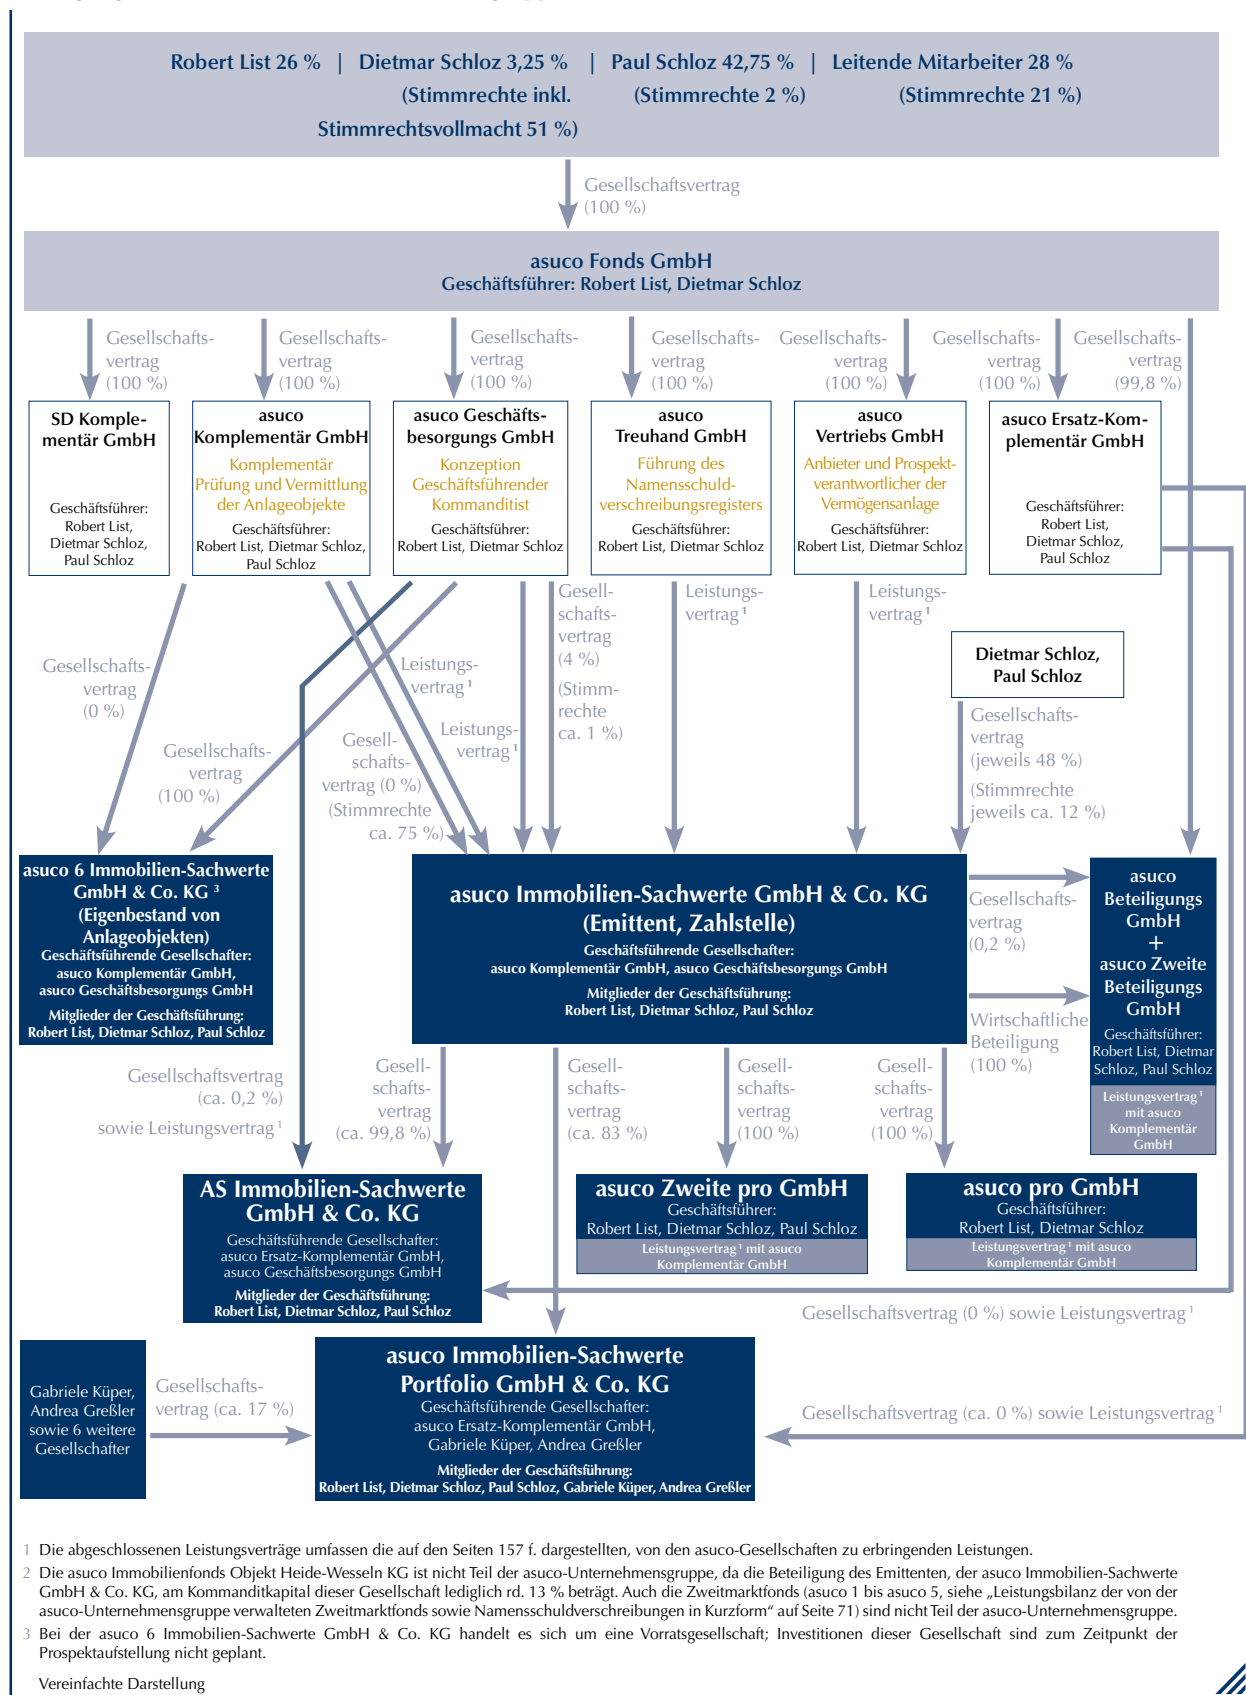 Robert List 26 % | Dietmar Schloz 3,25 % | Paul Schloz 42,75 % | Leitende Mitarbeiter 28 %
(Stimmrechte inkl. (Stimmrechte 2 %) (Stimmrechte 21 %)
Stimmrechtsvollmacht 51 %)
Gesellschaftsvertrag
(100 %)
asuco Fonds GmbH
Geschäftsführer: Robert List, Dietmar Schloz
Gesellschafts-
vertrag
(100 %)
Gesellschafts-
vertrag
(100 %)
Gesellschafts-
vertrag
(100 %)
Gesellschafts-
vertrag
(100 %)
Gesellschafts-
vertrag
(100 %)
Gesellschafts-
vertrag
(100 %)
Gesellschafts-
vertrag
(99,8 %)
SD Komple-
mentär GmbH
Geschäftsführer:
Robert List,
Dietmar Schloz,
Paul Schloz
asuco
Komplementär GmbH
Komplementär
Prüfung und Vermittlung
der Anlageobjekte
Geschäftsführer:
Robert List, Dietmar Schloz,
Paul Schloz
asuco Geschäfts-
besorgungs GmbH
Konzeption
Geschäftsführender
Kommanditist
Geschäftsführer:
Robert List, Dietmar Schloz
asuco
Treuhand GmbH
Führung des
Namensschuld-
verschreibungsregisters
Geschäftsführer:
Robert List, Dietmar Schloz
asuco
Vertriebs GmbH
Anbieter und Prospekt-
verantwortlicher der
Vermögensanlage
Geschäftsführer:
Robert List, Dietmar Schloz
asuco Ersatz-Kom-
plementär GmbH
Geschäftsführer:
Robert List,
Dietmar Schloz,
Paul Schloz
Gesellschafts-
vertrag
(0 %)
Gesellschafts-
vertrag
(100 %)
Gesell-
schafts-
vertrag (0 %)
(Stimmrechte
ca. 75 %)
Leistungs-
vertrag 1
Leistungs-
vertrag 1
Gesell-
schafts-
vertrag
(4 %)
(Stimm-
rechte
ca. 1 %)
Leistungs-
vertrag 1
Leistungs-
vertrag 1
Dietmar Schloz,
Paul Schloz
Gesellschafts-
vertrag
(jeweils 48 %)
(Stimmrechte
jeweils ca. 12 %)
asuco 6 Immobilien-Sachwerte
GmbH & Co. KG 3
(Eigenbestand von
Anlageobjekten)
Geschäftsführende Gesellschafter:
asuco Komplementär GmbH,
asuco Geschäftsbesorgungs GmbH
Mitglieder der Geschäftsführung:
Robert List, Dietmar Schloz, Paul Schloz
asuco Immobilien-Sachwerte GmbH & Co. KG
(Emittent, Zahlstelle)
Geschäftsführende Gesellschafter:
asuco Komplementär GmbH, asuco Geschäftsbesorgungs GmbH
Mitglieder der Geschäftsführung:
Robert List, Dietmar Schloz, Paul Schloz
Gesellschafts-
vertrag
(0,2 %)
Wirtschaftliche
Beteiligung
(100 %)
asuco
Beteiligungs
GmbH
+
asuco Zweite
Beteiligungs
GmbH
Geschäftsführer:
Robert List, Dietmar
Schloz, Paul Schloz
Leistungsvertrag 1
mit asuco
Komplementär
GmbH
Gesellschaftsvertrag
(ca. 0,2 %)
sowie Leistungsvertrag 1
Gesell-
schafts-
vertrag
(ca. 99,8 %)
Gesell-
schafts-
vertrag
(ca. 83 %)
Gesell-
schafts-
vertrag
(100 %)
Gesell-
schafts-
vertrag
(100 %)
AS Immobilien-Sachwerte
GmbH & Co. KG
Geschäftsführende Gesellschafter:
asuco Ersatz-Komplementär GmbH,
asuco Geschäftsbesorgungs GmbH
Mitglieder der Geschäftsführung:
Robert List, Dietmar Schloz, Paul Schloz
asuco Zweite pro GmbH
Geschäftsführer:
Robert List, Dietmar Schloz, Paul Schloz
Leistungsvertrag 1 mit asuco
Komplementär GmbH
asuco pro GmbH
Geschäftsführer:
Robert List, Dietmar Schloz
Leistungsvertrag 1 mit asuco
Komplementär GmbH
Gesellschaftsvertrag (0 %) sowie Leistungsvertrag 1
Gabriele Küper,
Andrea Greßler
sowie 6 weitere
Gesellschafter
Gesellschafts-
vertrag (ca. 17 %)
asuco Immobilien-Sachwerte
Portfolio GmbH & Co. KG
Geschäftsführende Gesellschafter:
asuco Ersatz-Komplementär GmbH,
Gabriele Küper, Andrea Greßler
Mitglieder der Geschäftsführung:
Robert List, Dietmar Schloz, Paul Schloz, Gabriele Küper, Andrea Greßler
Gesellschaftsvertrag (ca. 0 %) sowie Leistungsvertrag 1
1 Die abgeschlossenen Leistungsverträge umfassen die auf den Seiten 157 f. dargestellten, von den asuco-Gesellschaften zu erbringenden Leistungen.
2 Die asuco Immobilienfonds Objekt Heide-Wesseln KG ist nicht Teil der asuco-Unternehmensgruppe, da die Beteiligung des Emittenten, der asuco Immobilien-Sachwerte
GmbH & Co. KG, am Kommanditkapital dieser Gesellschaft lediglich rd. 13 % beträgt. Auch die Zweitmarktfonds (asuco 1 bis asuco 5, siehe „Leistungsbilanz der von der
asuco-Unternehmensgruppe verwalteten Zweitmarktfonds sowie Namensschuldverschreibungen in Kurzform“ auf Seite 71) sind nicht Teil der asuco-Unternehmensgruppe.
3 Bei der asuco 6 Immobilien-Sachwerte GmbH & Co. KG handelt es sich um eine Vorratsgesellschaft; Investitionen dieser Gesellschaft sind zum Zeitpunkt der
Prospektaufstellung nicht geplant.
Vereinfachte Darstellung